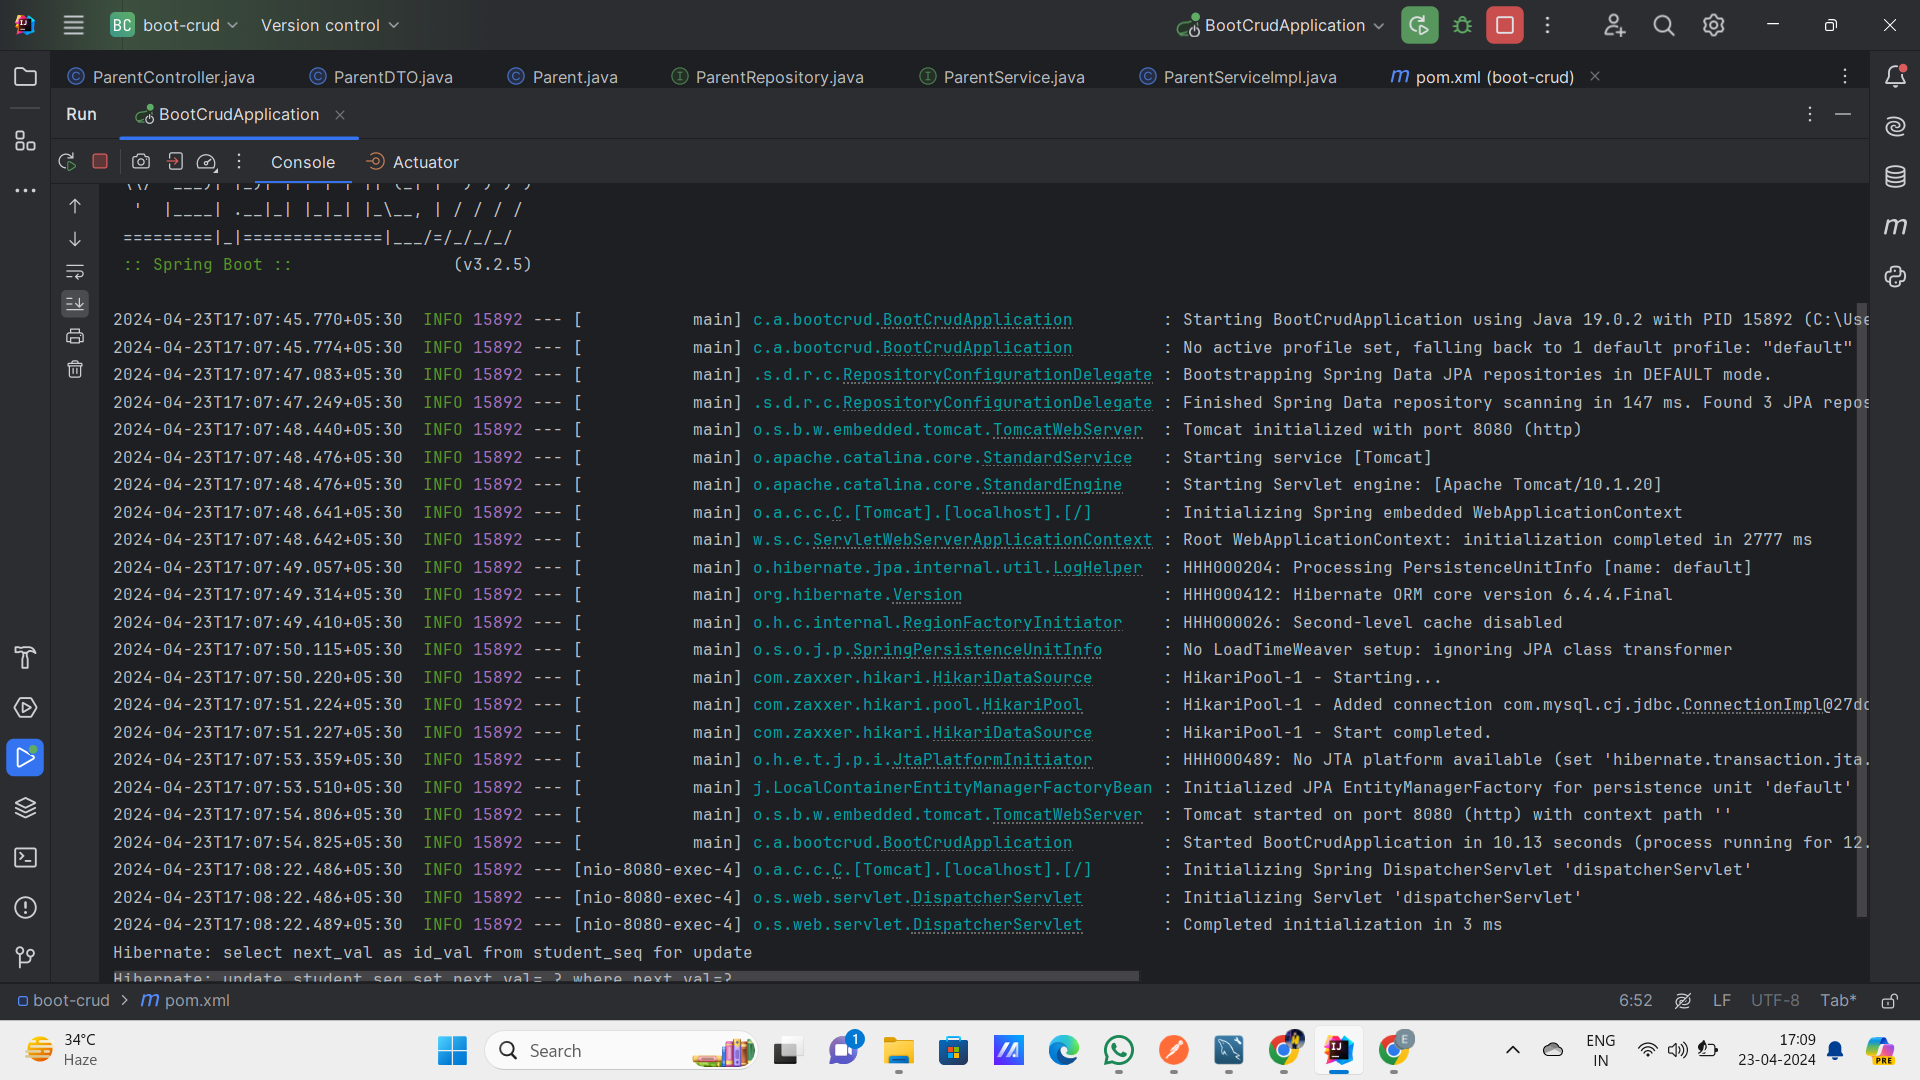 BC boot-crud Version control BootCrudApplication
ParentController.java ParentDTO.java Parent.java ParentRepository.java ParentService.java ParentServiceImpl.java pom.xml (boot-crud)
Run BootCrudApplication
Console Actuator
' |____| .__|_| |_|_| |_\__, | / / / /
=========|_|==============|___/=/_/_/_/
:: Spring Boot :: (v3.2.5)
2024-04-23T17:07:45.770+05:30 INFO 15892 --- [ main] c.a.bootcrud.BootCrudApplication : Starting BootCrudApplication using Java 19.0.2 with PID 15892 (C:\Use
2024-04-23T17:07:45.774+05:30 INFO 15892 --- [ main] c.a.bootcrud.BootCrudApplication : No active profile set, falling back to 1 default profile: "default"
2024-04-23T17:07:47.083+05:30 INFO 15892 --- [ main] .s.d.r.c.RepositoryConfigurationDelegate : Bootstrapping Spring Data JPA repositories in DEFAULT mode.
2024-04-23T17:07:47.249+05:30 INFO 15892 --- [ main] .s.d.r.c.RepositoryConfigurationDelegate : Finished Spring Data repository scanning in 147 ms. Found 3 JPA repos
2024-04-23T17:07:48.440+05:30 INFO 15892 --- [ main] o.s.b.w.embedded.tomcat.TomcatWebServer : Tomcat initialized with port 8080 (http)
2024-04-23T17:07:48.476+05:30 INFO 15892 --- [ main] o.apache.catalina.core.StandardService : Starting service [Tomcat]
2024-04-23T17:07:48.476+05:30 INFO 15892 --- [ main] o.apache.catalina.core.StandardEngine : Starting Servlet engine: [Apache Tomcat/10.1.20]
2024-04-23T17:07:48.641+05:30 INFO 15892 --- [ main] o.a.c.c.C.[Tomcat].[localhost].[/] : Initializing Spring embedded WebApplicationContext
2024-04-23T17:07:48.642+05:30 INFO 15892 --- [ main] w.s.c.ServletWebServerApplicationContext : Root WebApplicationContext: initialization completed in 2777 ms
2024-04-23T17:07:49.057+05:30 INFO 15892 --- [ main] o.hibernate.jpa.internal.util.LogHelper : HHH000204: Processing PersistenceUnitInfo [name: default]
2024-04-23T17:07:49.314+05:30 INFO 15892 --- [ main] org.hibernate.Version : HHH000412: Hibernate ORM core version 6.4.4.Final
2024-04-23T17:07:49.410+05:30 INFO 15892 --- [ main] o.h.c.internal.RegionFactoryInitiator : HHH000026: Second-level cache disabled
2024-04-23T17:07:50.115+05:30 INFO 15892 --- [ main] o.s.o.j.p.SpringPersistenceUnitInfo : No LoadTimeWeaver setup: ignoring JPA class transformer
2024-04-23T17:07:50.220+05:30 INFO 15892 --- [ main] com.zaxxer.hikari.HikariDataSource : HikariPool-1 - Starting...
2024-04-23T17:07:51.224+05:30 INFO 15892 --- [ main] com.zaxxer.hikari.pool.HikariPool : HikariPool-1 - Added connection com.mysql.cj.jdbc.ConnectionImpl@27dc
2024-04-23T17:07:51.227+05:30 INFO 15892 --- [ main] com.zaxxer.hikari.HikariDataSource : HikariPool-1 - Start completed.
2024-04-23T17:07:53.359+05:30 INFO 15892 --- [ main] o.h.e.t.j.p.i.JtaPlatformInitiator : HHH000489: No JTA platform available (set 'hibernate.transaction.jta.
2024-04-23T17:07:53.510+05:30 INFO 15892 --- [ main] j.LocalContainerEntityManagerFactoryBean : Initialized JPA EntityManagerFactory for persistence unit 'default'
2024-04-23T17:07:54.806+05:30 INFO 15892 --- [ main] o.s.b.w.embedded.tomcat.TomcatWebServer : Tomcat started on port 8080 (http) with context path ''
2024-04-23T17:07:54.825+05:30 INFO 15892 --- [ main] c.a.bootcrud.BootCrudApplication : Started BootCrudApplication in 10.13 seconds (process running for 12.
2024-04-23T17:08:22.486+05:30 INFO 15892 --- [nio-8080-exec-4] o.a.c.c.C.[Tomcat].[localhost].[/] : Initializing Spring DispatcherServlet 'dispatcherServlet'
2024-04-23T17:08:22.486+05:30 INFO 15892 --- [nio-8080-exec-4] o.s.web.servlet.DispatcherServlet : Initializing Servlet 'dispatcherServlet'
2024-04-23T17:08:22.489+05:30 INFO 15892 --- [nio-8080-exec-4] o.s.web.servlet.DispatcherServlet : Completed initialization in 3 ms
Hibernate: select next_val as id_val from student_seq for update
Hibernate: update student_seq set next_val= ? where next_val=?
boot-crud > pom.xml 6:52 LF UTF-8 Tab*
34°C
Haze
Search
1
E
ENG
IN
17:09
23-04-2024
PRE